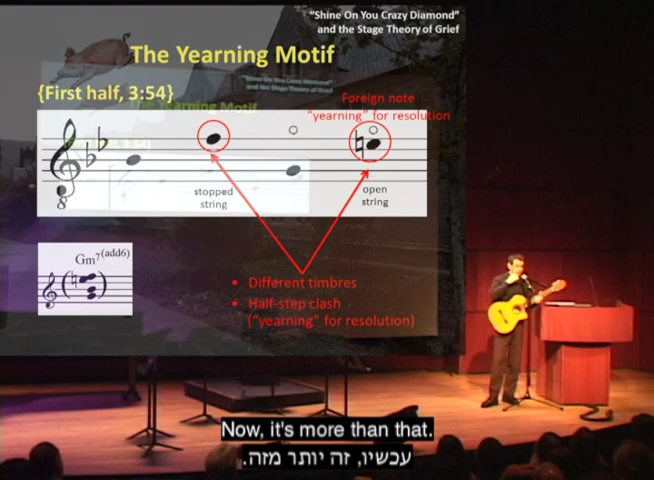 "Shine On You Crazy Diamond"
and the Stage Theory of Grief
The Yearning Motif
{First half, 3:54}
Foreign note
"yearning" for resolution
stopped
string
open
string
Gm7(add6)
• Different timbres
• Half-step clash
("yearning" for resolution)
Now, it's more than that.
עכשיו, זה יותר מזה.